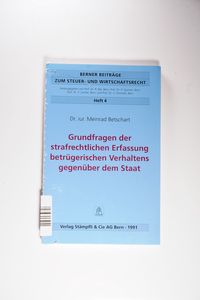 BERNER BEITRÄGE
ZUM STEUER- UND WIRTSCHAFTSRECHT
Heft 4
Dr. iur. Meinrad Betschart
Grundfragen der
strafrechtlichen Erfassung
betrügerischen Verhaltens
gegenüber dem Staat
Verlag Stämpfli & Cie AG Bern · 1991